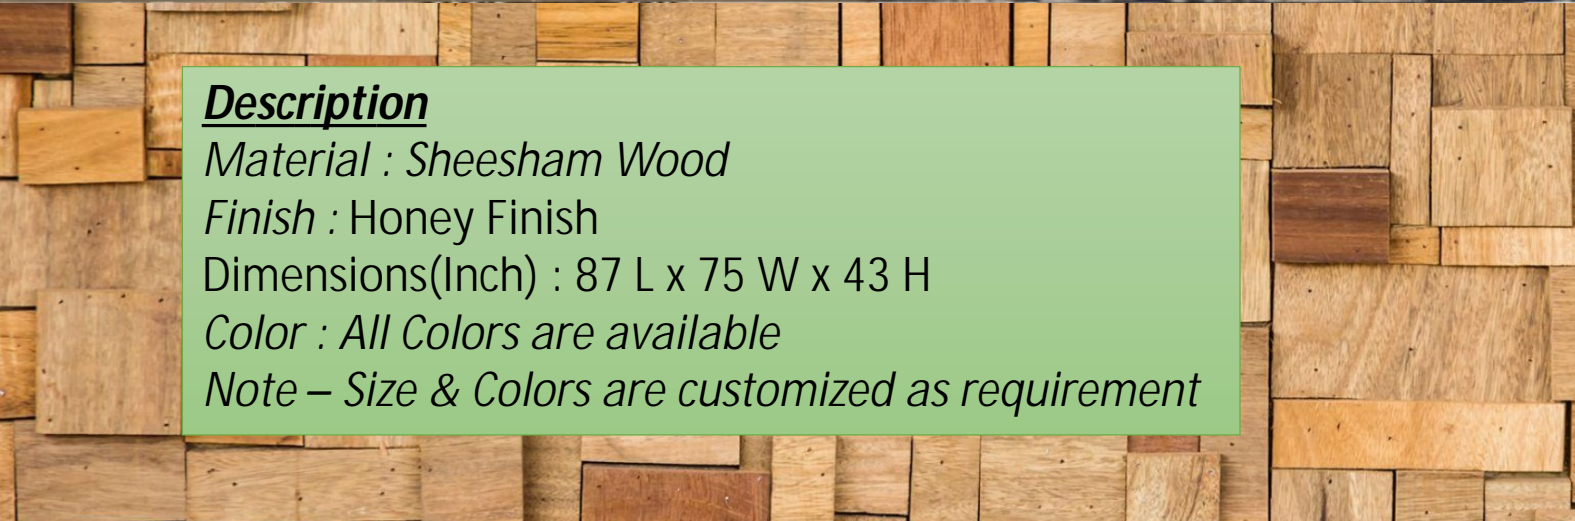 Description
Material : Sheesham Wood
Finish : Honey Finish
Dimensions(Inch) : 87 L x 75 W x 43 H
Color : All Colors are available
Note – Size & Colors are customized as requirement